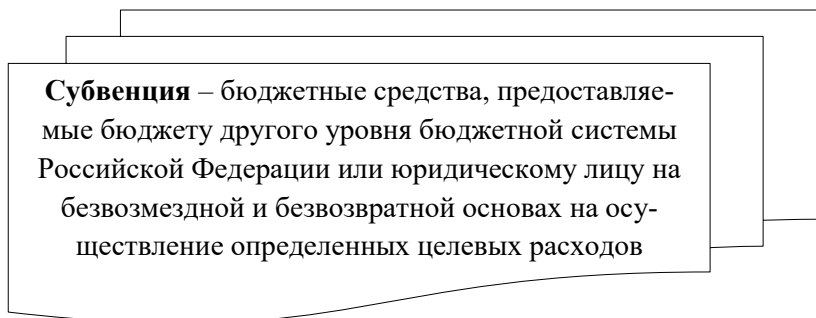 Субвенция – бюджетные средства, предоставляе-
мые бюджету другого уровня бюджетной системы
Российской Федерации или юридическому лицу на
безвозмездной и безвозвратной основах на осу-
ществление определенных целевых расходов